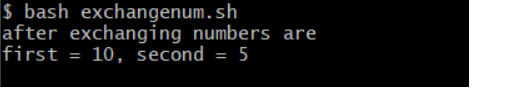 $ bash exchangenum.sh
after exchanging numbers are
first = 10, second = 5